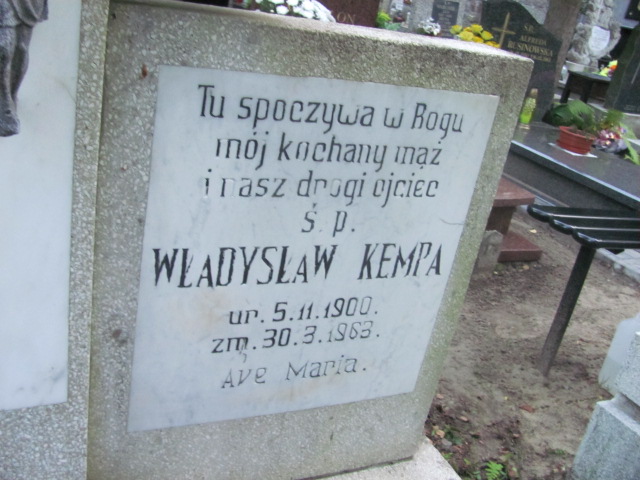 Tu spoczywa w Bogu
mój kochany mąż
i nasz drogi ojciec
ś. p.
WŁADYSŁAW KEMPA
ur. 5.11.1900.
zm. 30.3.1963.
Ave Maria.
RUSINOWSKA